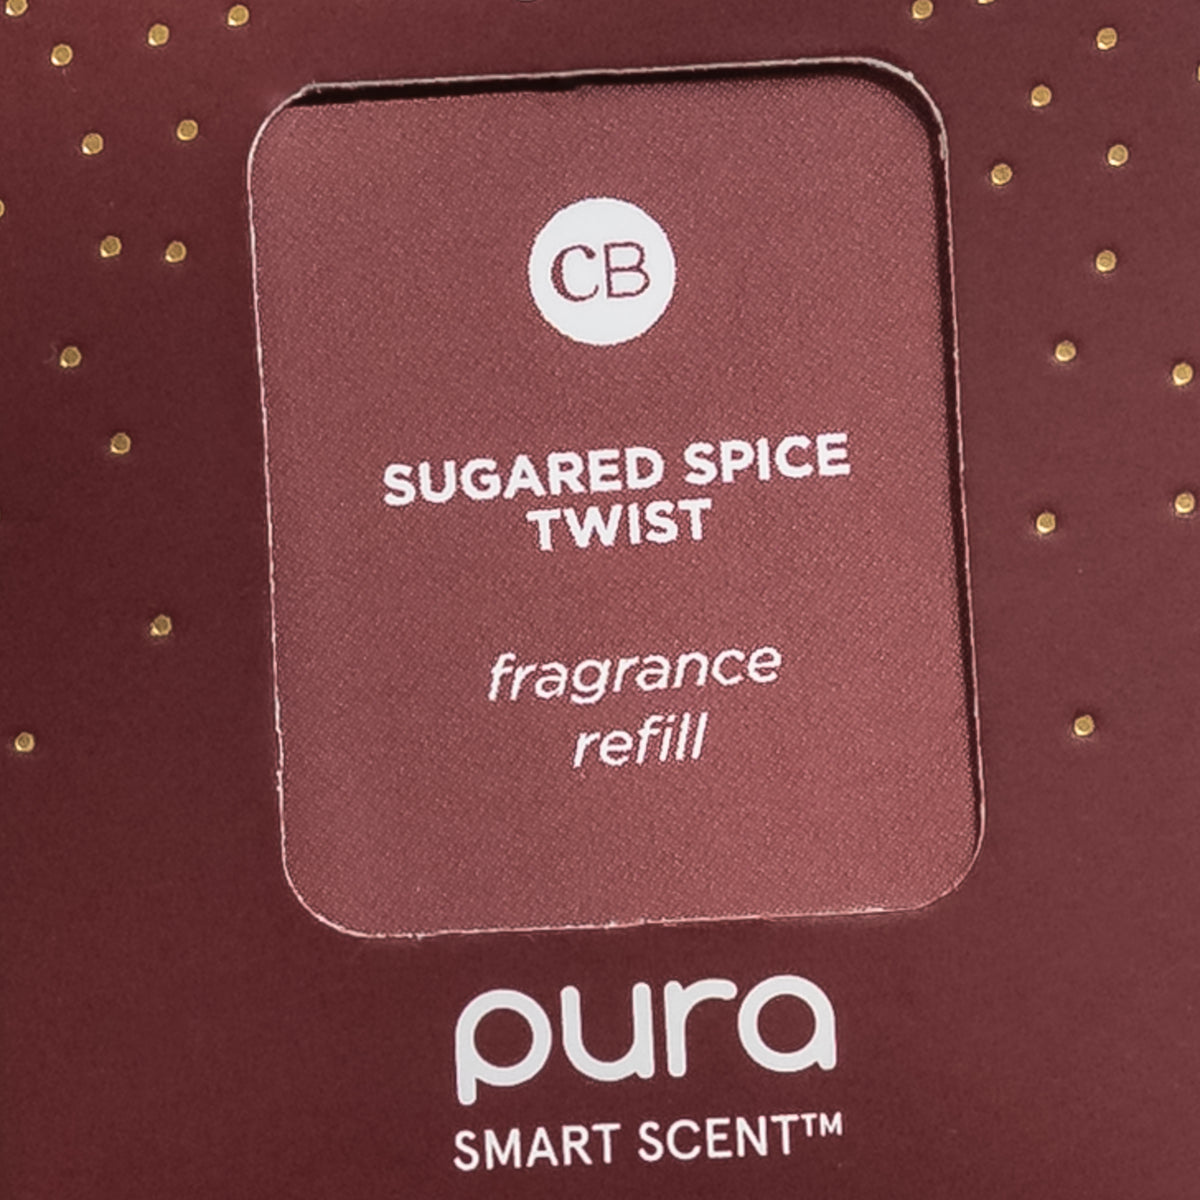 CB
SUGARED SPICE
TWIST
fragrance
refill
pura
SMART SCENT™